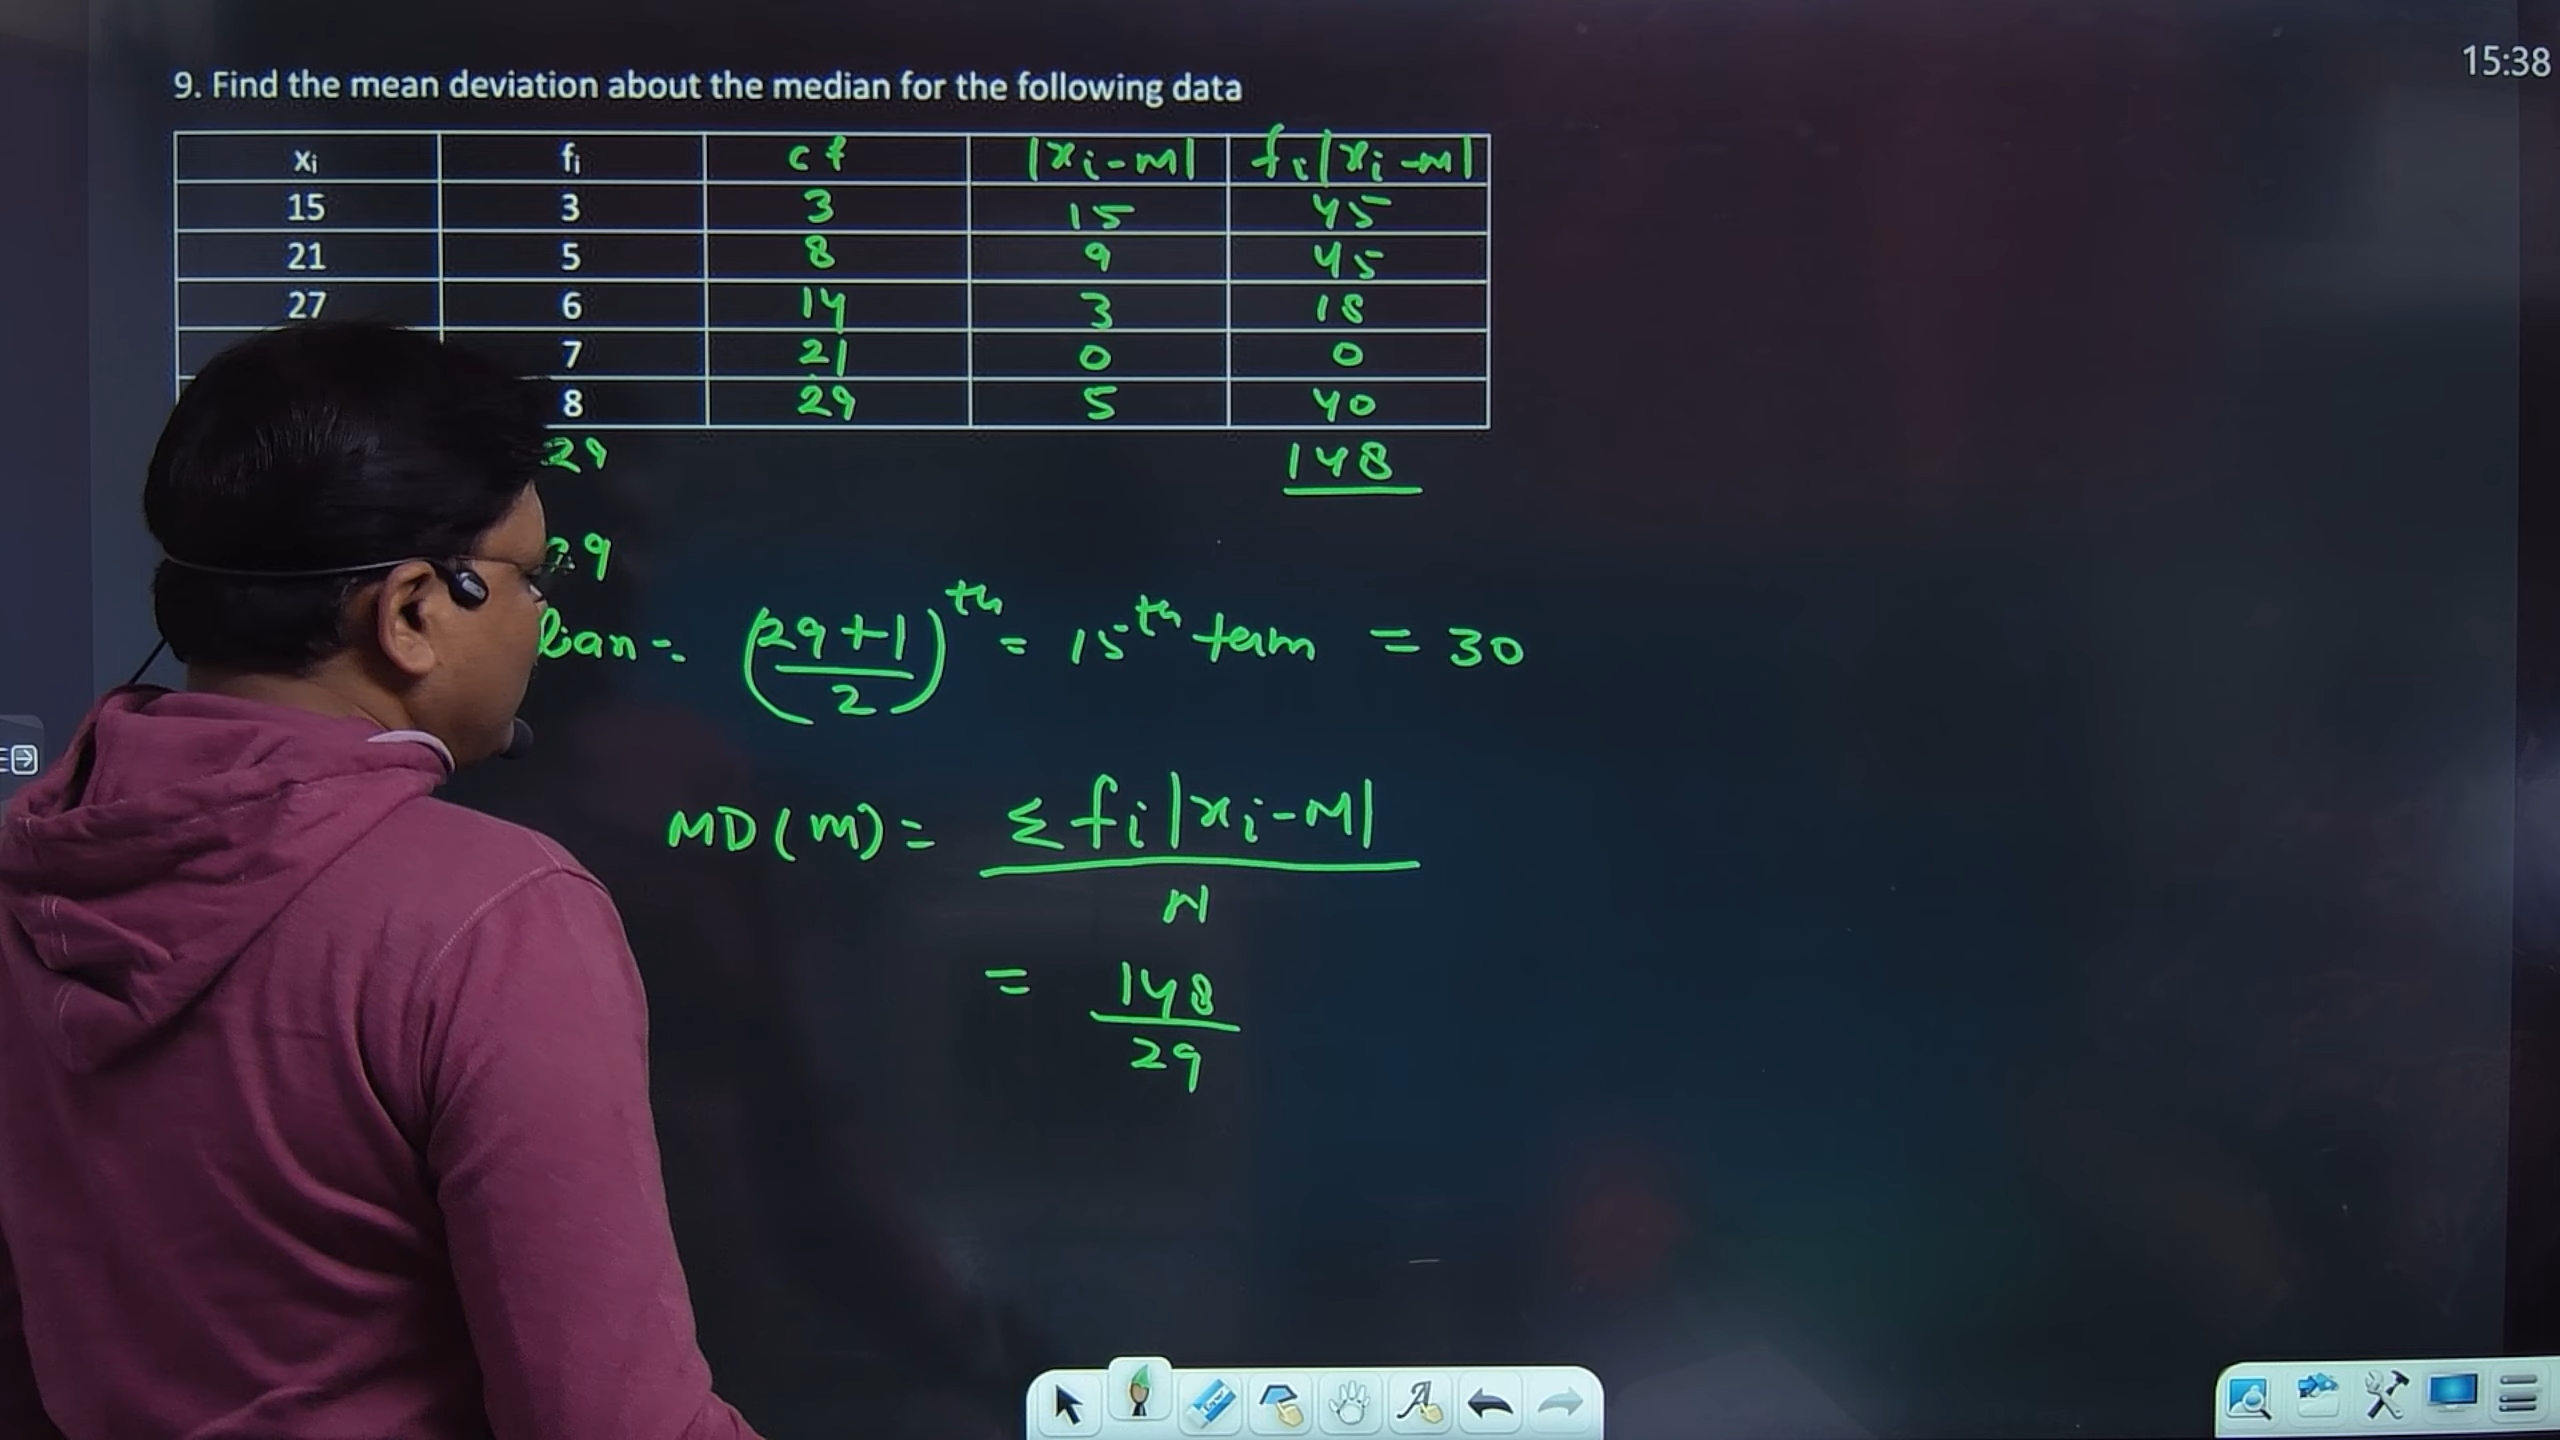 15:38
9. Find the mean deviation about the median for the following data
xi fi cf |xi-M| fi|xi-M|
15 3 3 15 45
21 5 8 9 45
27 6 14 3 18
7 21 0 0
8 29 5 40
29 148
29
= (29+1/2)th = 15th term = 30
MD(M) = Σfi|xi-M|
N
= 148
29